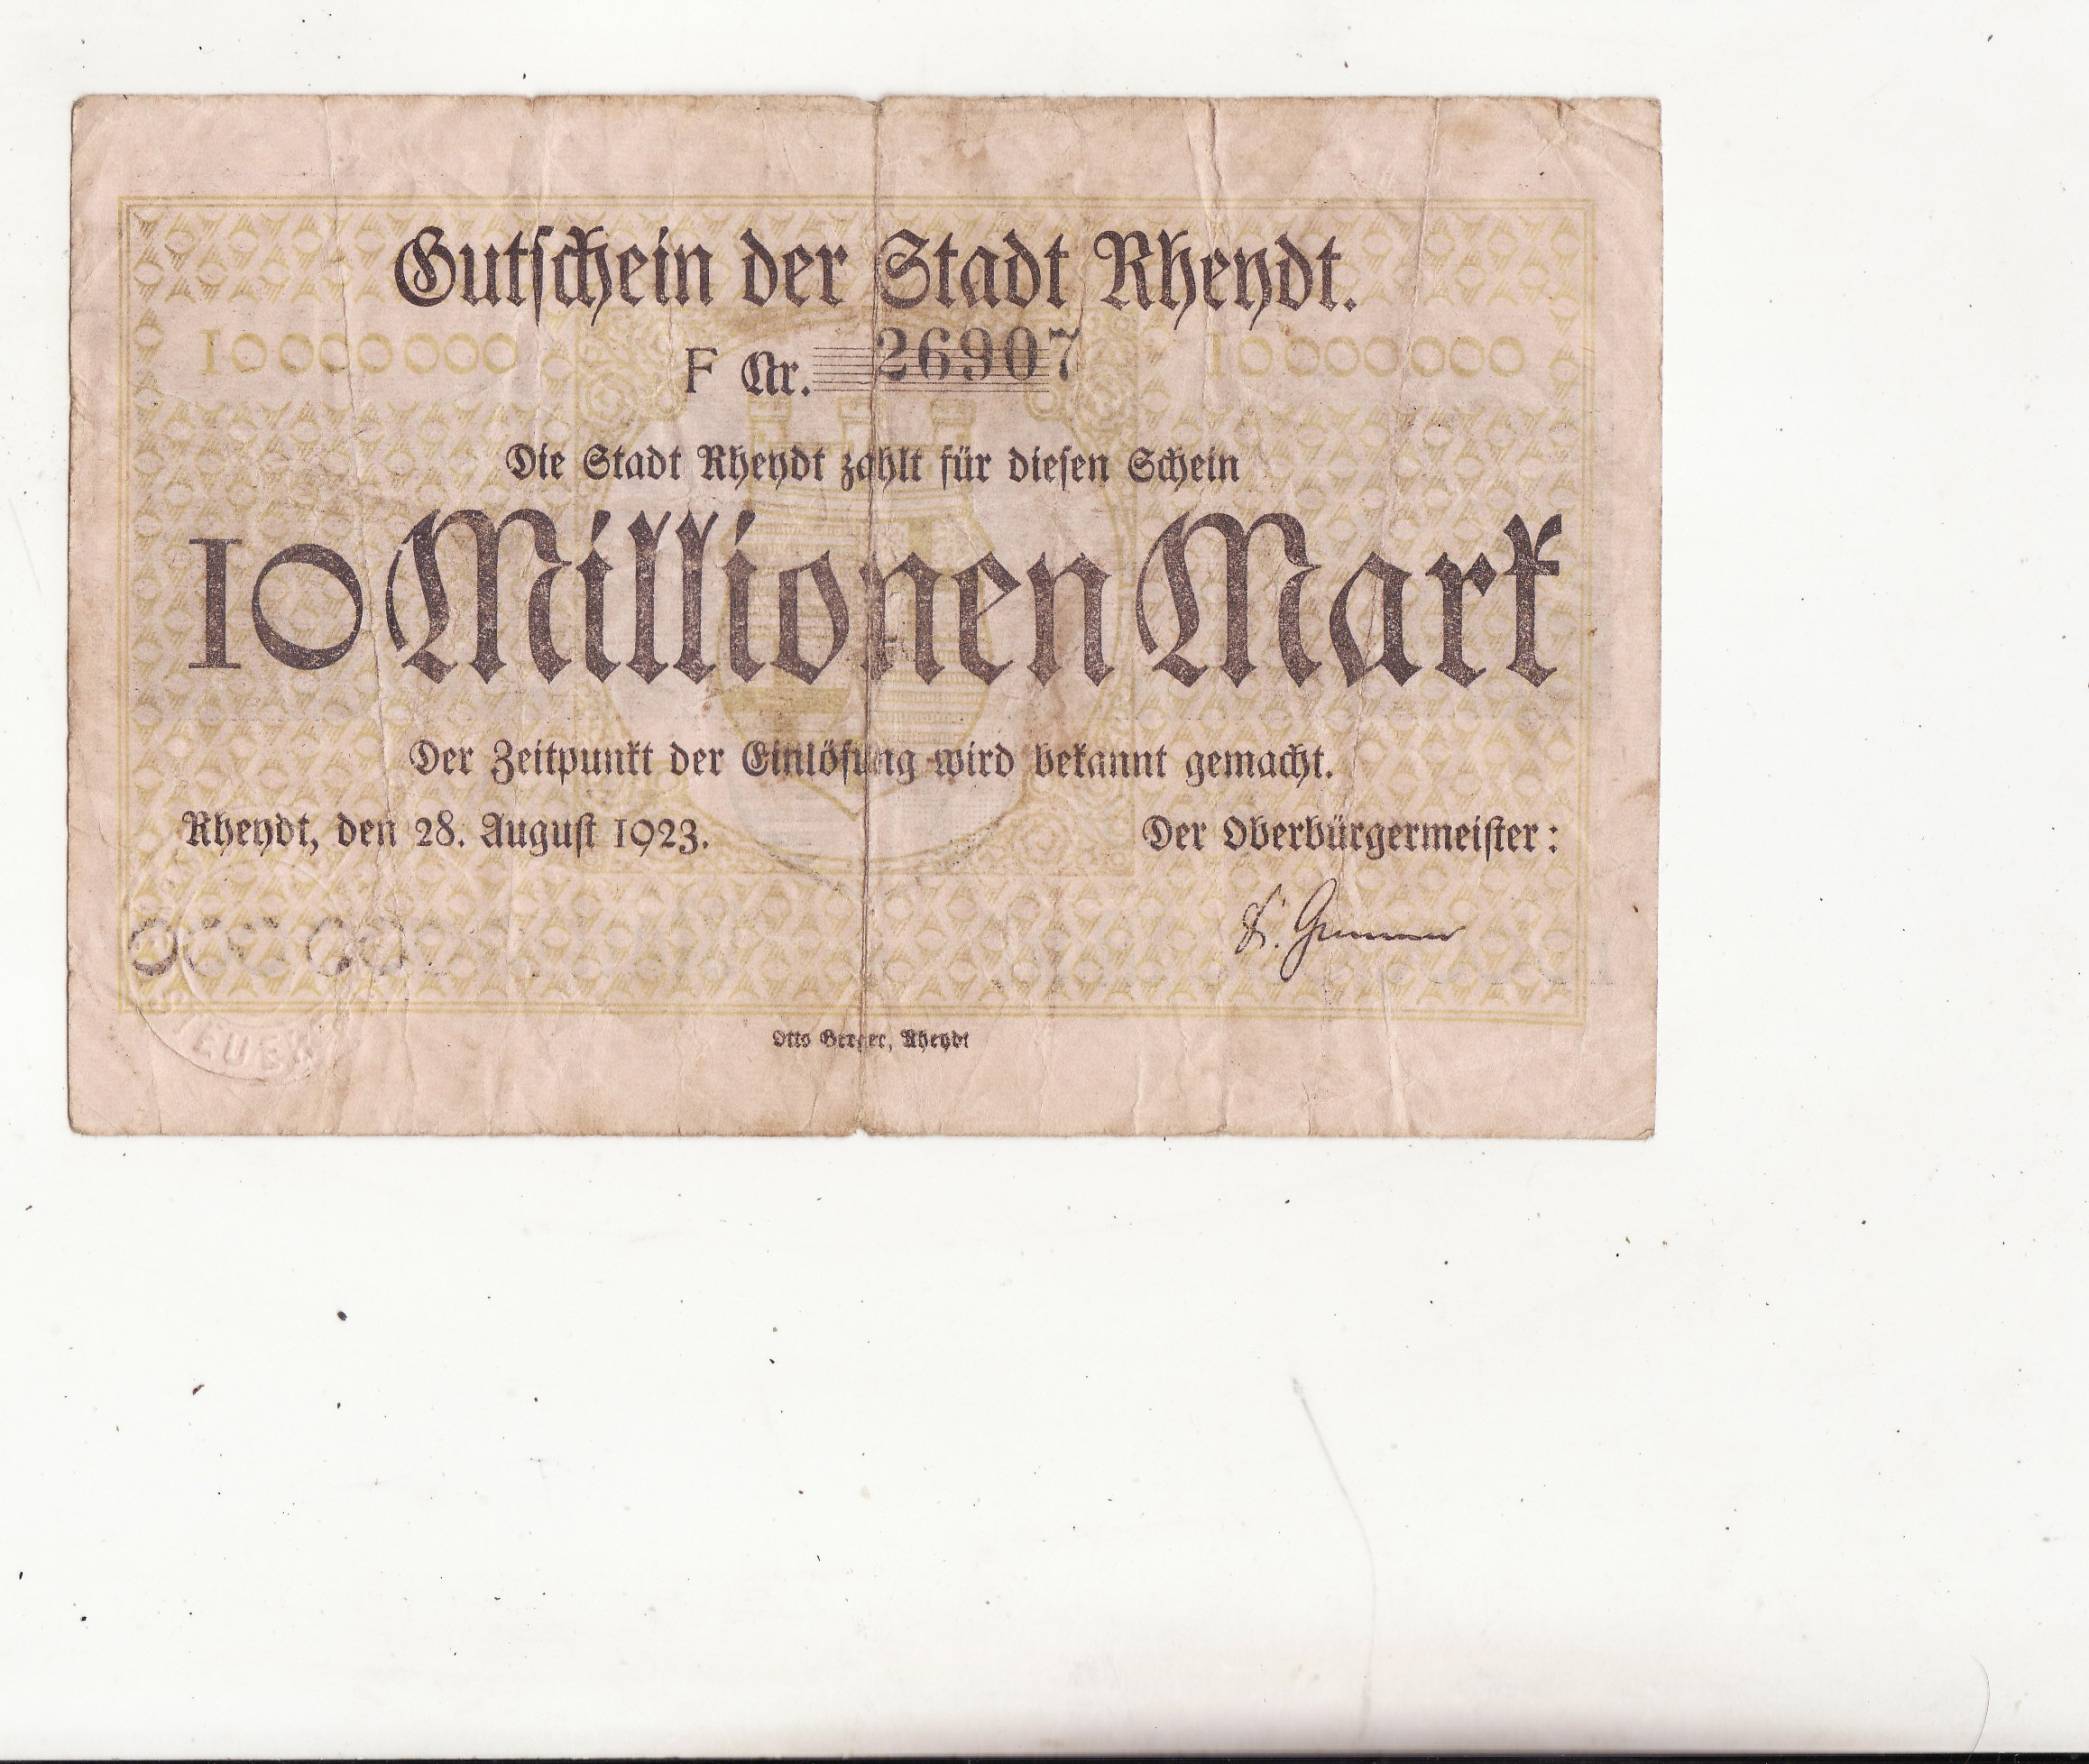 Gutschein der Stadt Rheydt.
10000000
F Nr. 26907
10000000
Die Stadt Rheydt zahlt für diesen Schein
10 Millionen Mark
Der Zeitpunkt der Einlösung wird bekannt gemacht.
Rheydt, den 28. August 1923.
Der Oberbürgermeister:
Otto Berger, Rheydt